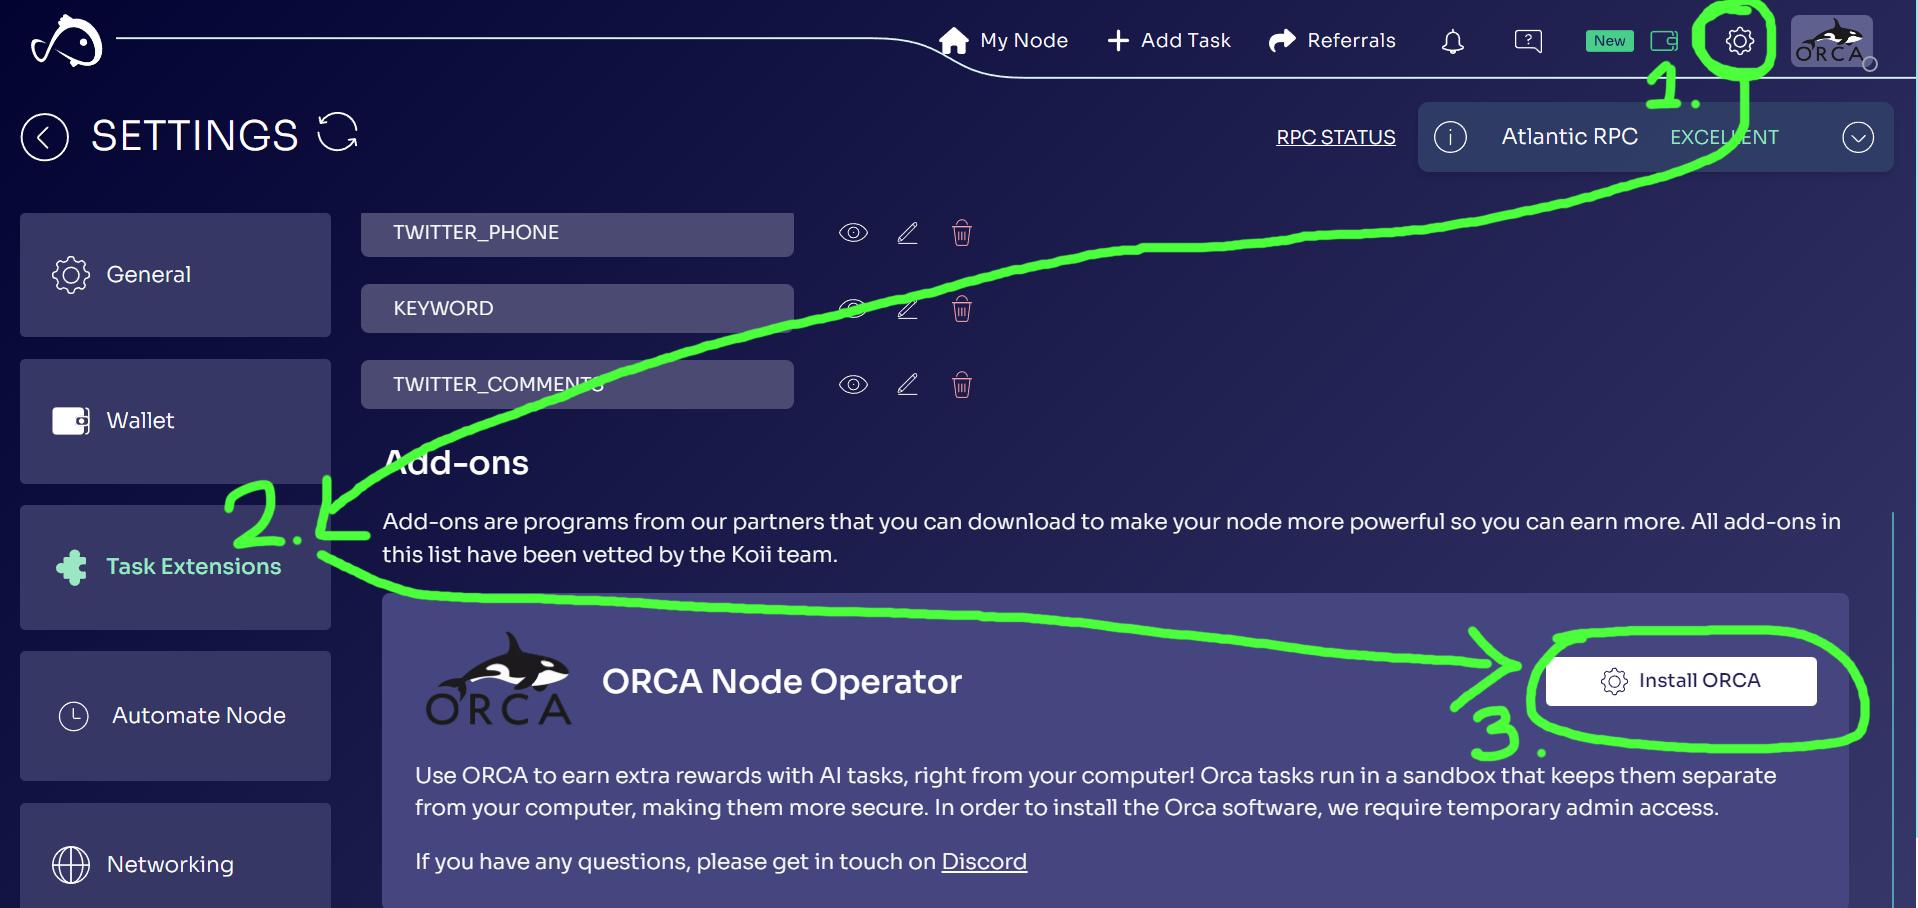 My Node
Add Task
Referrals
?
New
ORCA
1.
SETTINGS
RPC STATUS
i
Atlantic RPC
EXCELLENT
General
Wallet
Task Extensions
Automate Node
Networking
TWITTER_PHONE
KEYWORD
TWITTER_COMMENTS
2.
Add-ons
Add-ons are programs from our partners that you can download to make your node more powerful so you can earn more. All add-ons in
this list have been vetted by the Koii team.
ORCA
ORCA Node Operator
Install ORCA
3.
Use ORCA to earn extra rewards with AI tasks, right from your computer! Orca tasks run in a sandbox that keeps them separate
from your computer, making them more secure. In order to install the Orca software, we require temporary admin access.
If you have any questions, please get in touch on Discord